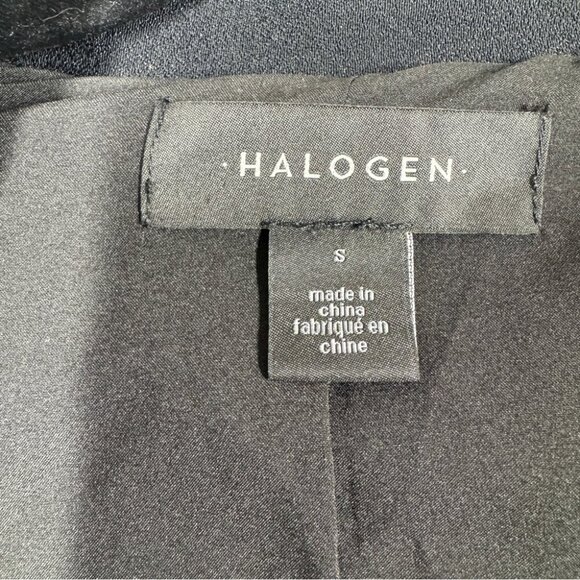 ·HALOGEN·
S
made in
china
fabriqué en
chine